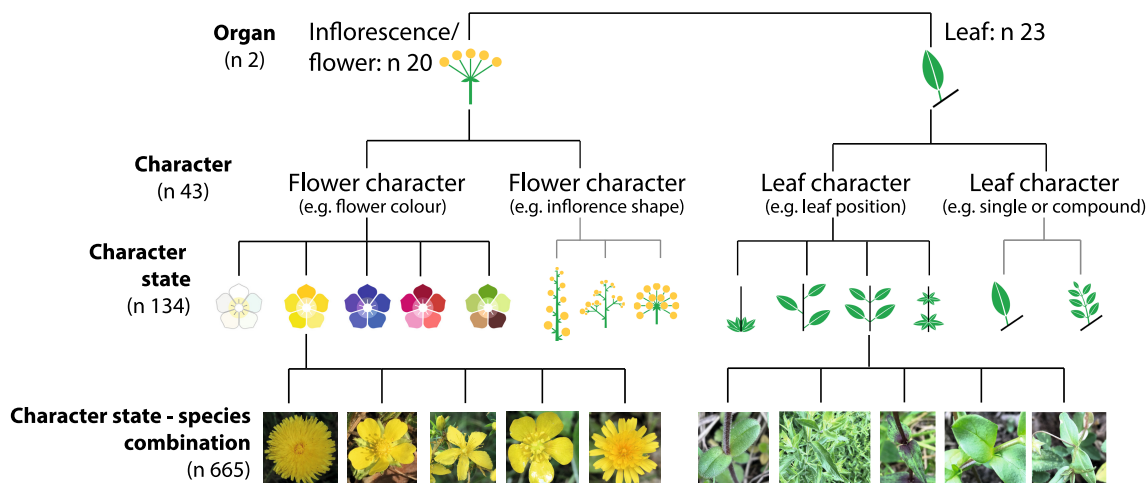 Organ
(n 2)
Inflorescence/
flower: n 20
Leaf: n 23
Character
(n 43)
Flower character
(e.g. flower colour)
Flower character
(e.g. inflorence shape)
Leaf character
(e.g. leaf position)
Leaf character
(e.g. single or compound)
Character
state
(n 134)
Character state - species
combination
(n 665)